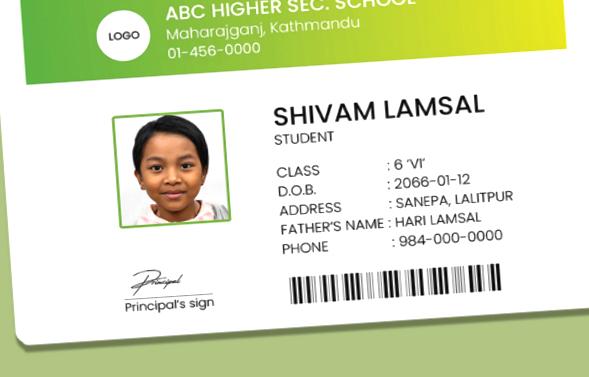 LOGO
ABC HIGHER SEC. SCHOOL
Maharajganj, Kathmandu
01-456-0000
SHIVAM LAMSAL
STUDENT
CLASS : 6 ‘VI’
D.O.B. : 2066-01-12
ADDRESS : SANEPA, LALITPUR
FATHER'S NAME : HARI LAMSAL
PHONE : 984-000-0000
Principal
Principal's sign